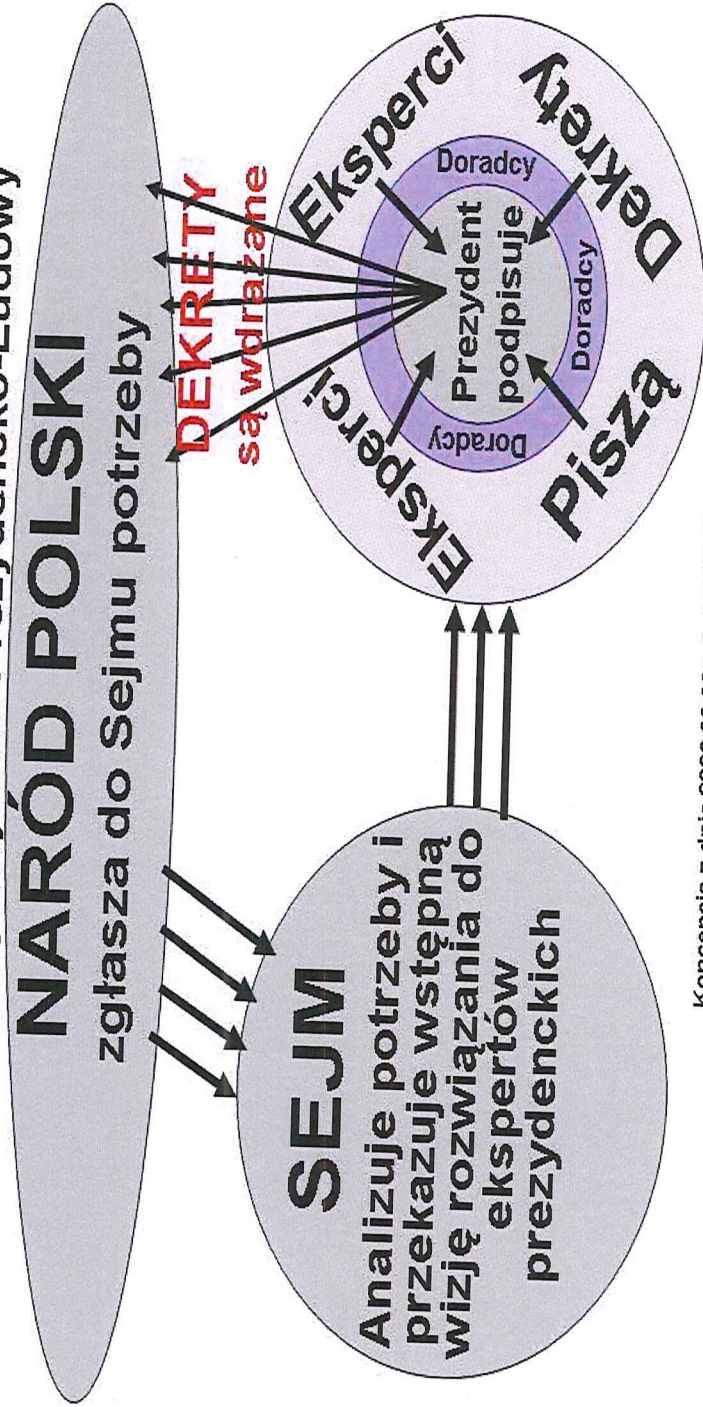 NARÓD POLSKI
zgłasza do Sejmu potrzeby
DEKRETY
są wdrażane
SEJM
Analizuje potrzeby i
przekazuje wstępną
wizję rozwiązania do
ekspertów
prezydenckich
Eksperci
Eksperci
Piszą
Dekrety
Doradcy
Doradcy
Doradcy
Prezydent
podpisuje